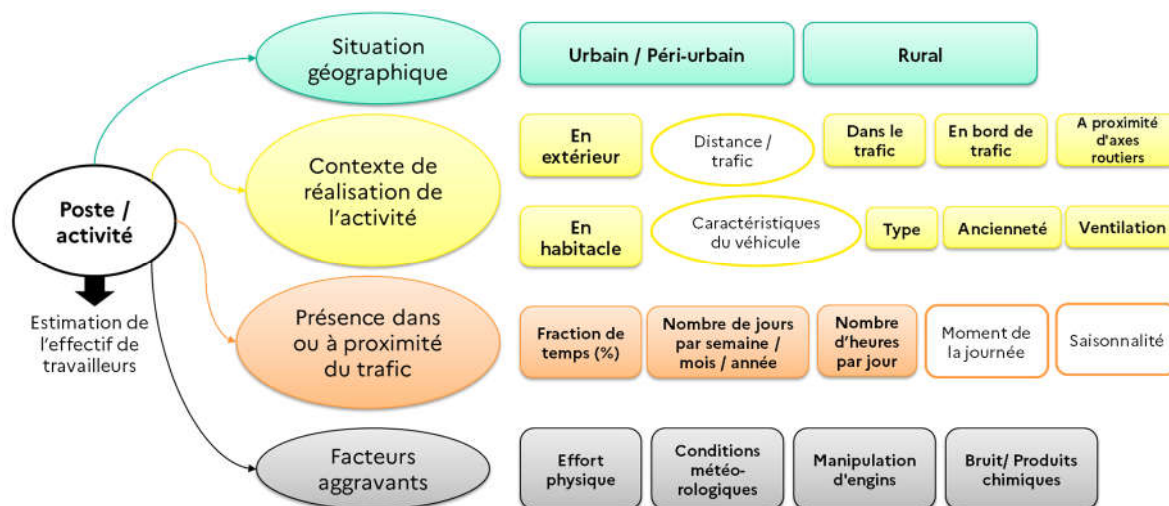 Situation
géographique
Urbain / Péri-urbain
Rural
Poste /
activité
Estimation de
l'effectif de
travailleurs
Contexte de
réalisation de
l'activité
En
extérieur
Distance /
trafic
Dans le
trafic
En bord de
trafic
A proximité
d'axes
routiers
En
habitacle
Caractéristiques
du véhicule
Type
Ancienneté
Ventilation
Présence dans
ou à proximité
du trafic
Fraction de
temps (%)
Nombre de jours
par semaine /
mois / année
Nombre
d'heures
par jour
Moment de
la journée
Saisonnalité
Facteurs
aggravants
Effort
physique
Conditions
météo-
rologiques
Manipulation
d'engins
Bruit/ Produits
chimiques